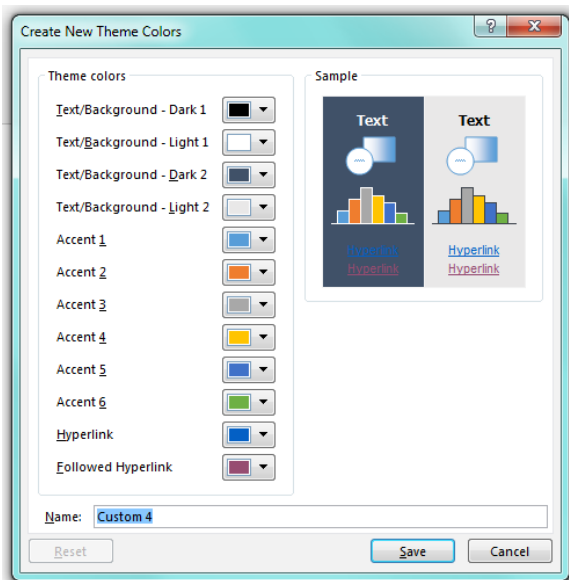 Create New Theme Colors
Theme colors
Text/Background - Dark 1
Text/Background - Light 1
Text/Background - Dark 2
Text/Background - Light 2
Accent 1
Accent 2
Accent 3
Accent 4
Accent 5
Accent 6
Hyperlink
Followed Hyperlink
Sample
Text Text
Hyperlink Hyperlink
Hyperlink Hyperlink
Name: Custom 4
Reset Save Cancel